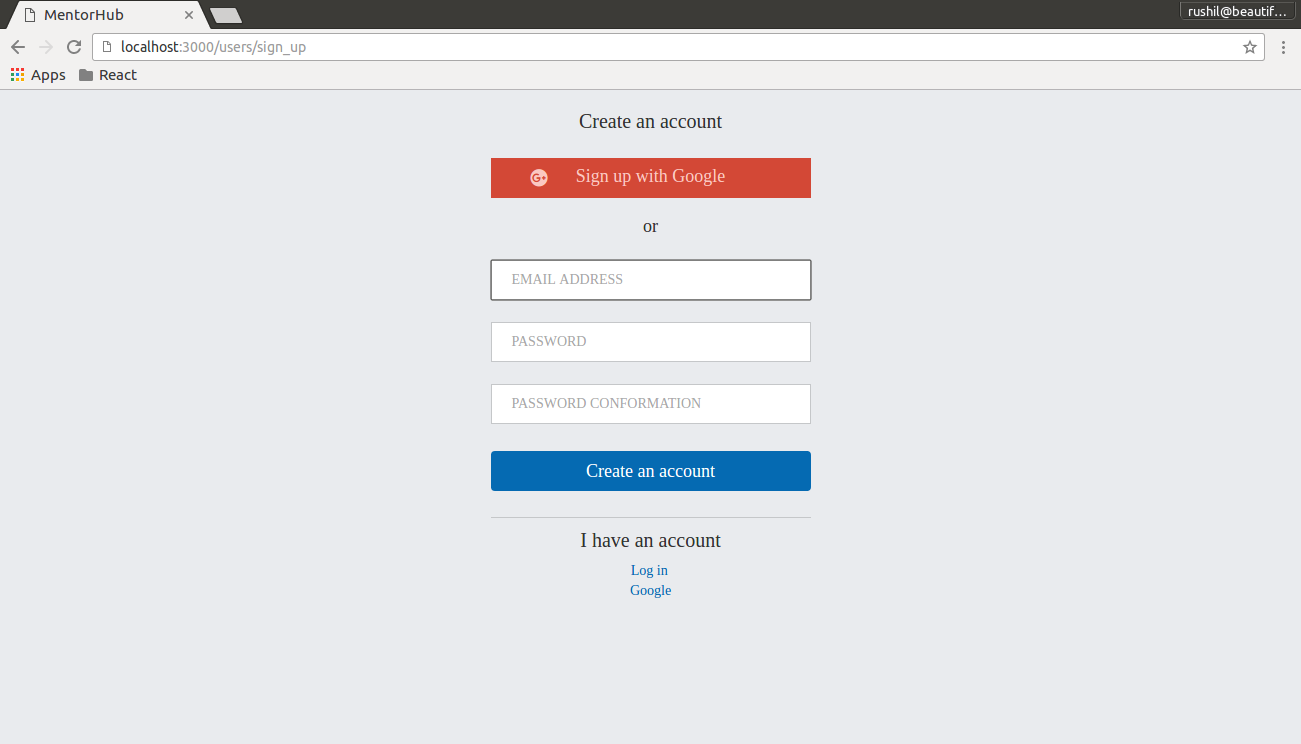 MentorHub
rushil@beautif...
localhost:3000/users/sign_up
Apps React
Create an account
G+ Sign up with Google
or
EMAIL ADDRESS
PASSWORD
PASSWORD CONFORMATION
Create an account
I have an account
Log in
Google